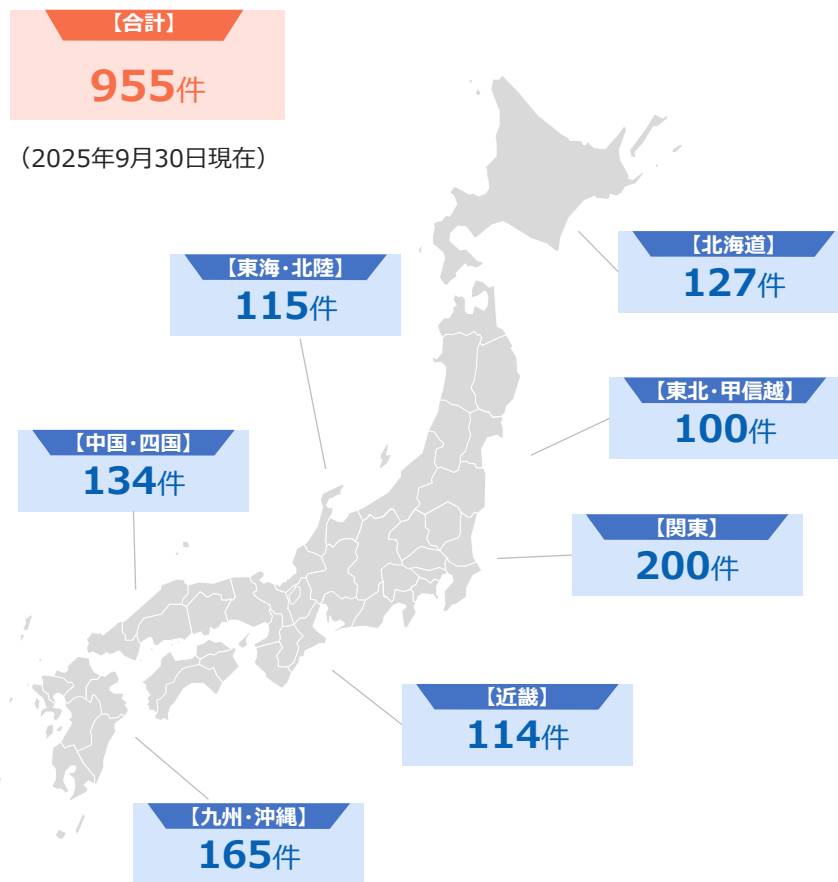 【合計】
955件
（2025年9月30日現在）
【北海道】
127件
【東海・北陸】
115件
【東北・甲信越】
100件
【中国・四国】
134件
【関東】
200件
【近畿】
114件
【九州・沖縄】
165件